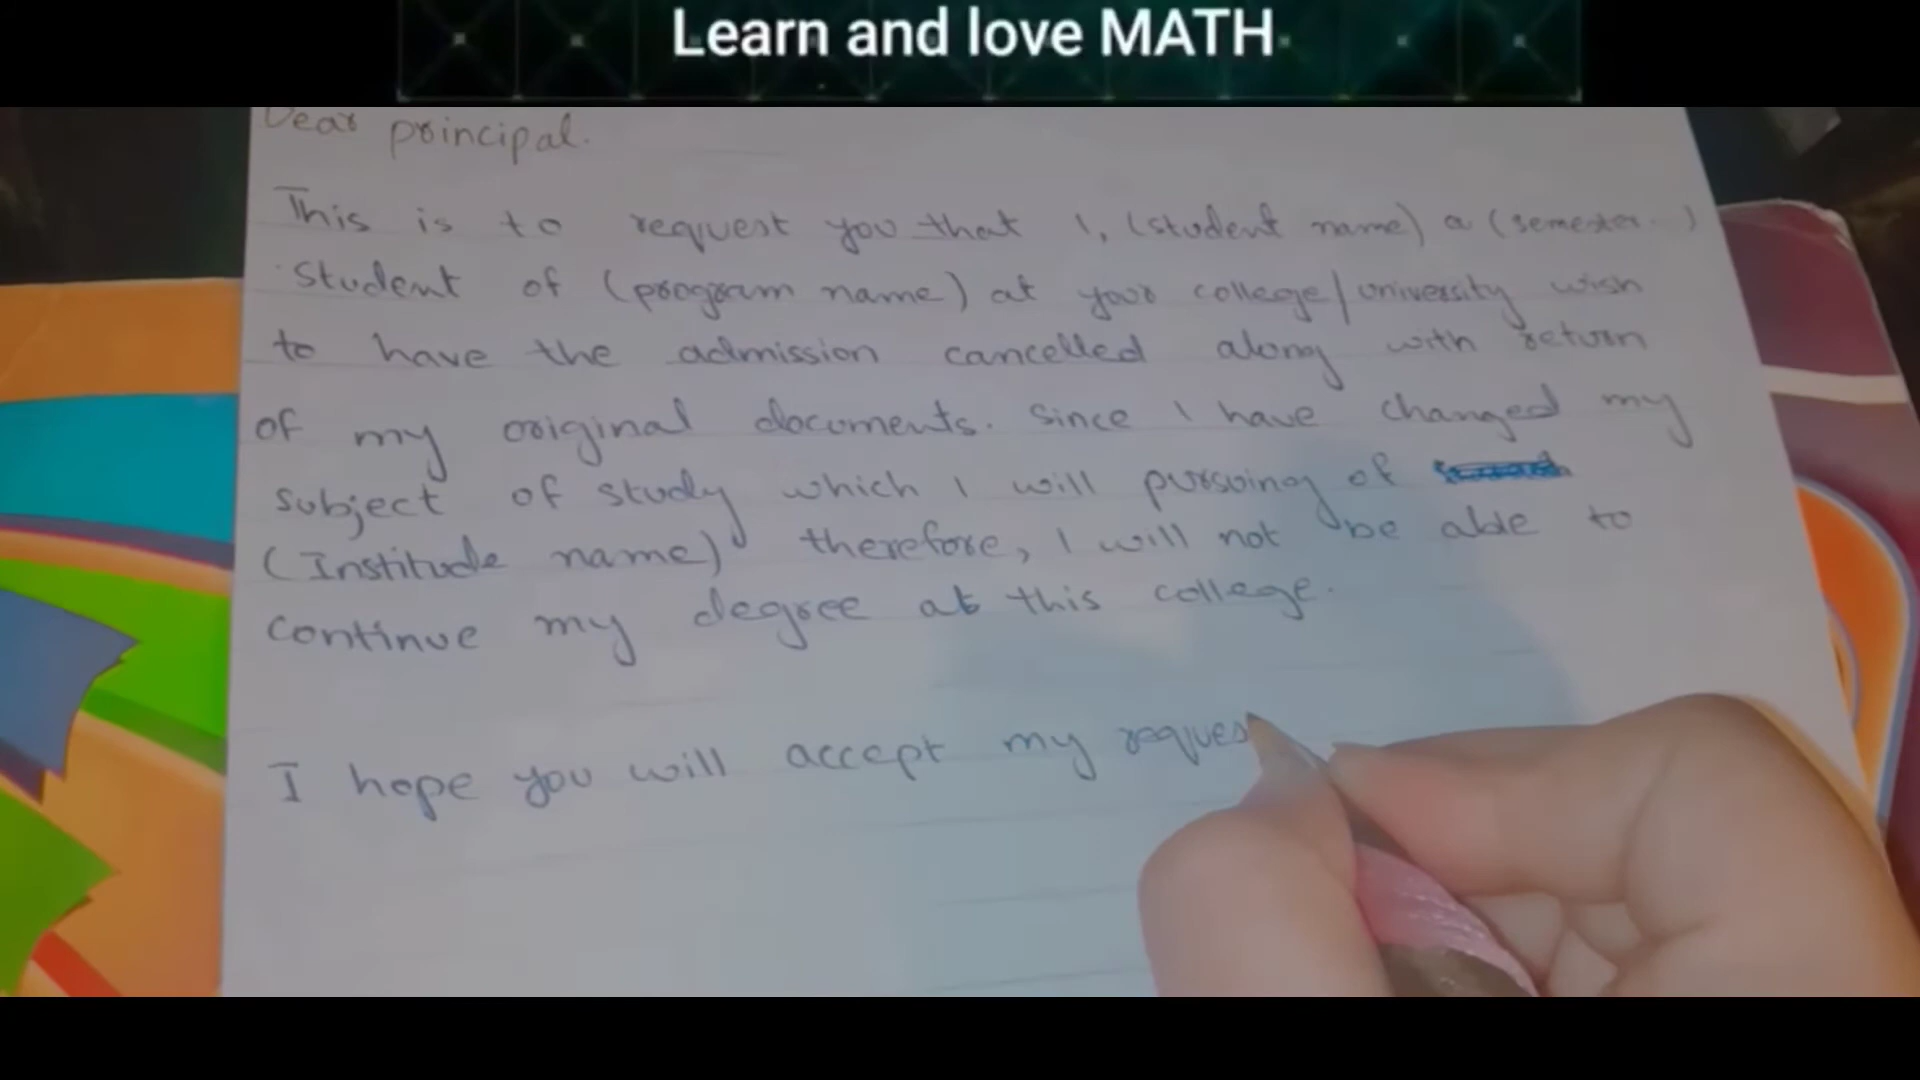 Learn and love MATH
Dear principal.
This is to request you that I, (student name) a (semester.)
Student of (program name) at your college/university wish
to have the admission cancelled along with return
of my original documents. Since I have changed my
subject of study which I will pursuing of
(Institude name) therefore, I will not be able to
continue my degree at this college.
I hope you will accept my reques